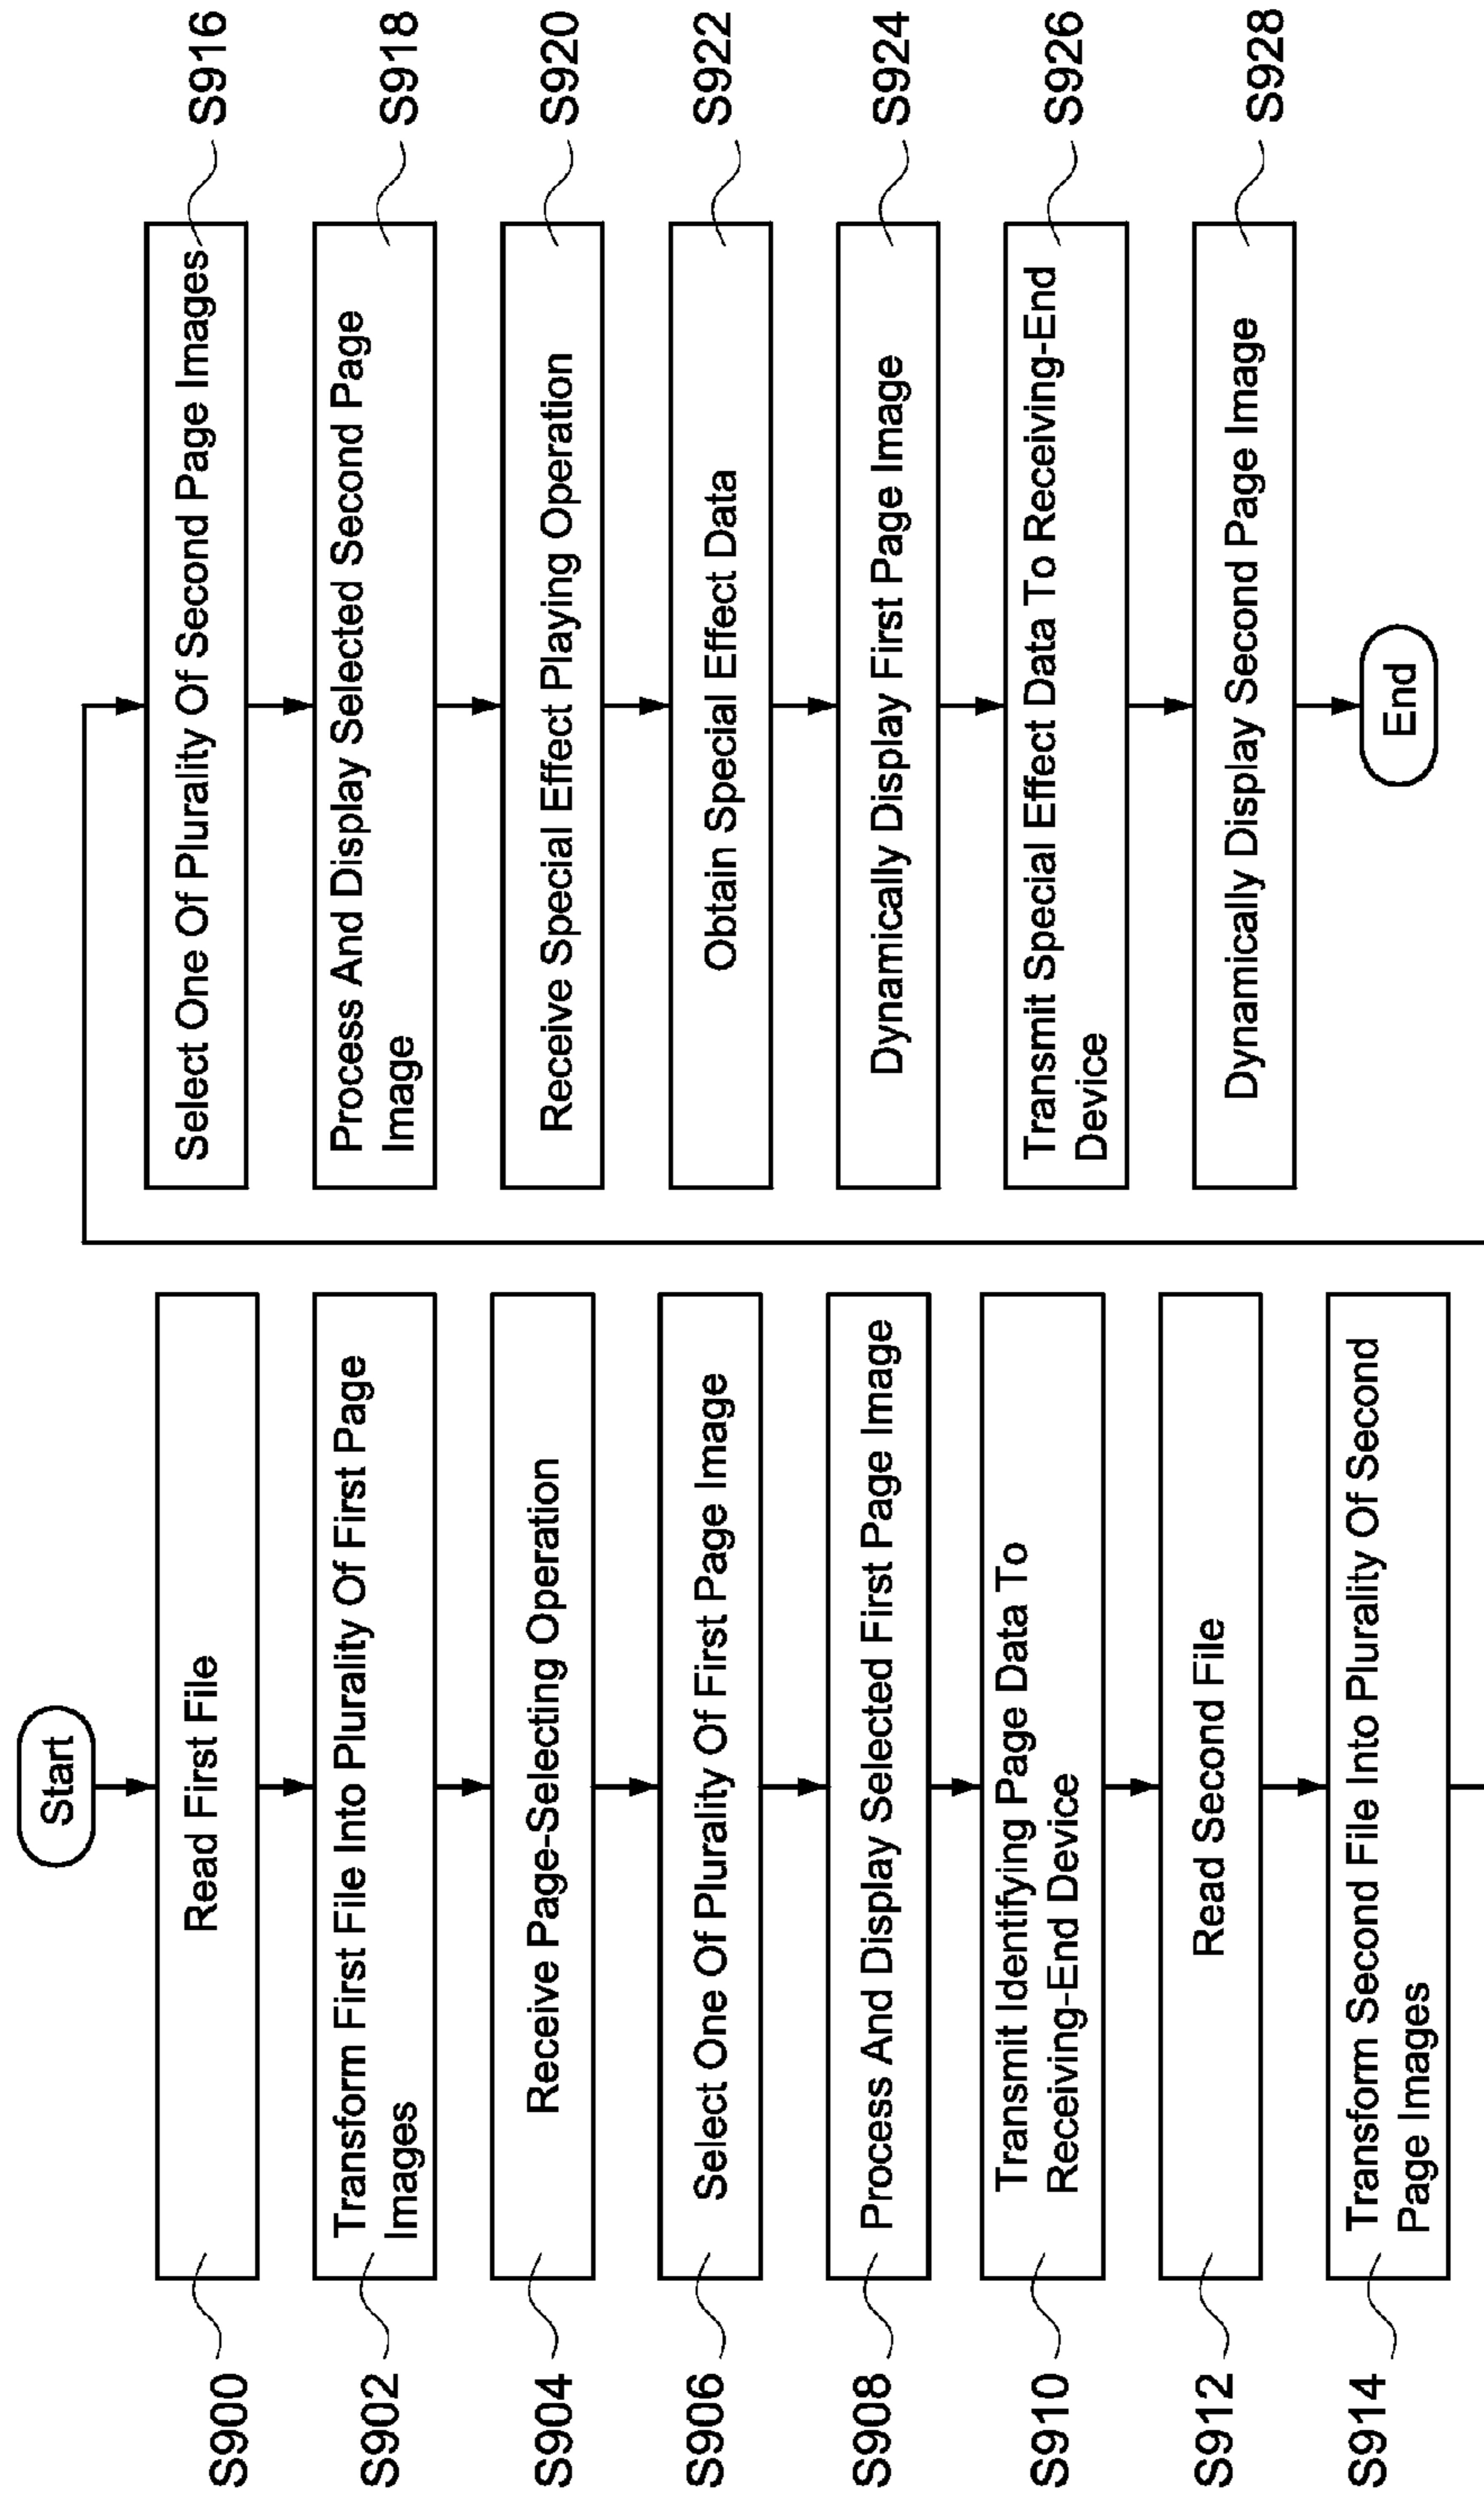 Start
S900
Read First File
S902
Transform First File Into Plurality Of First Page
Images
S904
Receive Page-Selecting Operation
S906
Select One Of Plurality Of First Page Image
S908
Process And Display Selected First Page Image
S910
Transmit Identifying Page Data To
Receiving-End Device
S912
Read Second File
S914
Transform Second File Into Plurality Of Second
Page Images
Select One Of Plurality Of Second Page Images
S916
Process And Display Selected Second Page
Image
S918
Receive Special Effect Playing Operation
S920
Obtain Special Effect Data
S922
Dynamically Display First Page Image
S924
Transmit Special Effect Data To Receiving-End
Device
S926
Dynamically Display Second Page Image
S928
End